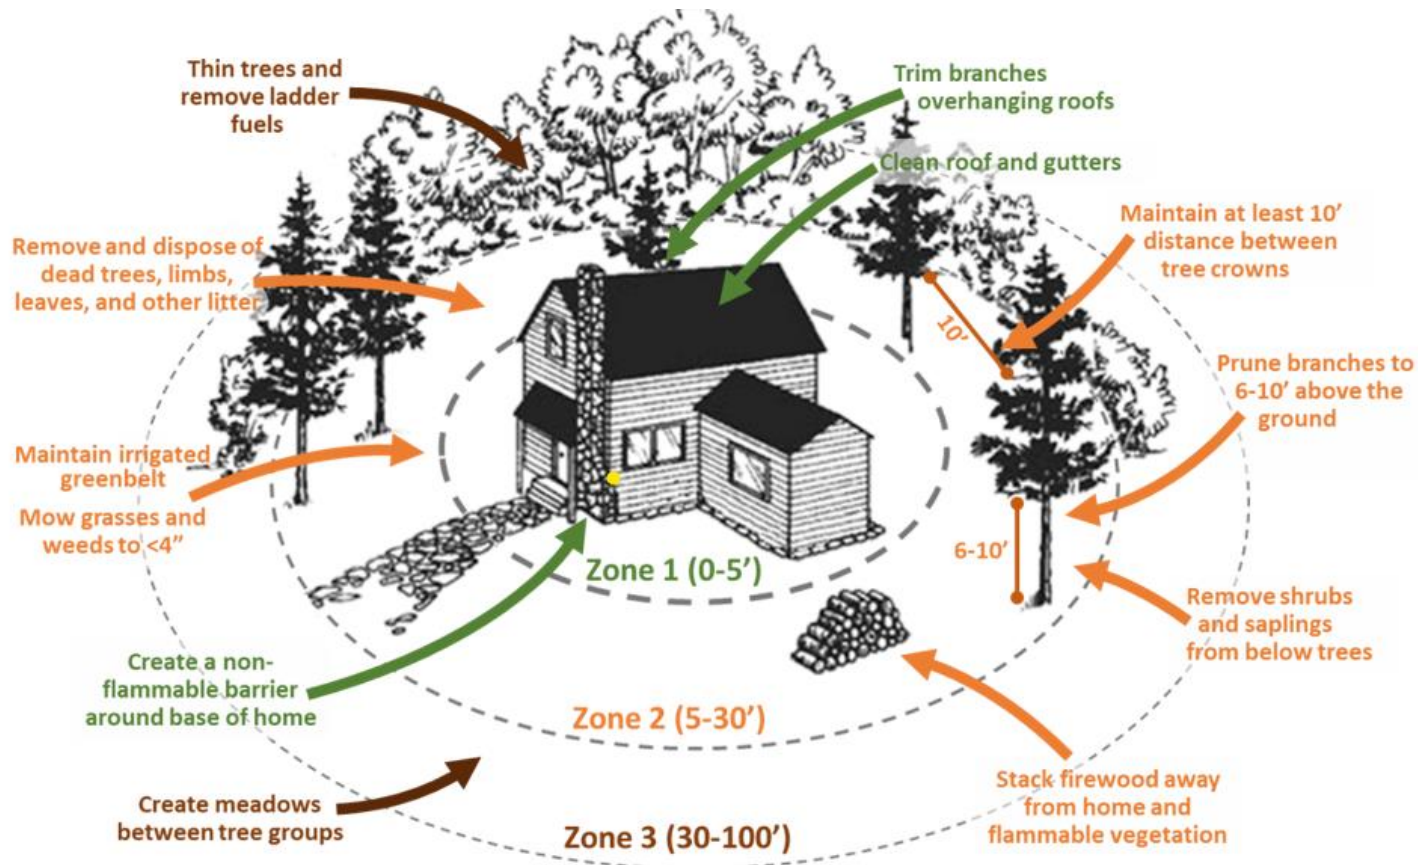 Thin trees and
remove ladder
fuels
Trim branches
overhanging roofs
Clean roof and gutters
Maintain at least 10’
distance between
tree crowns
Remove and dispose of
dead trees, limbs,
leaves, and other litter
10’
Prune branches to
6-10’ above the
ground
Maintain irrigated
greenbelt
Mow grasses and
weeds to <4”
6-10’
Zone 1 (0-5’)
Remove shrubs
and saplings
from below trees
Create a non-
flammable barrier
around base of home
Zone 2 (5-30’)
Stack firewood away
from home and
flammable vegetation
Create meadows
between tree groups
Zone 3 (30-100’)